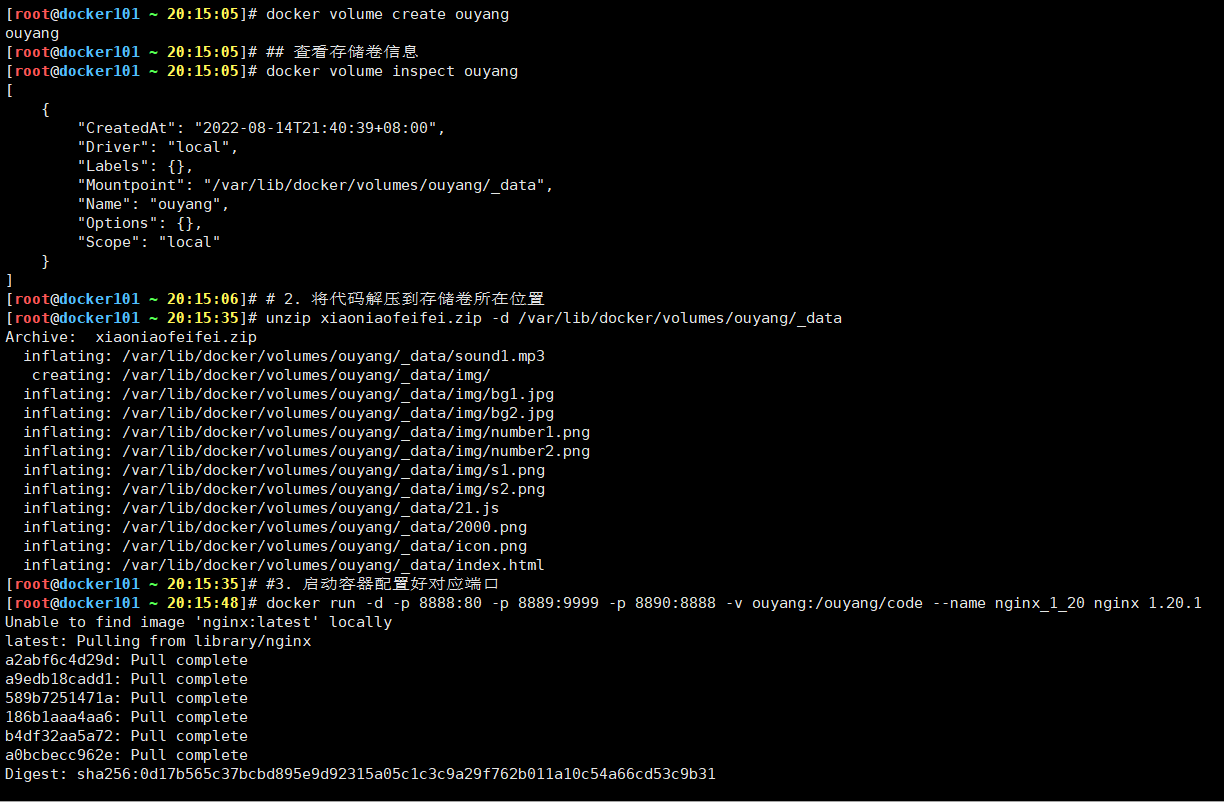 [root@docker101 ~ 20:15:05]# docker volume create ouyang
ouyang
[root@docker101 ~ 20:15:05]# ## 查看存储卷信息
[root@docker101 ~ 20:15:05]# docker volume inspect ouyang
[
    {
        "CreatedAt": "2022-08-14T21:40:39+08:00",
        "Driver": "local",
        "Labels": {},
        "Mountpoint": "/var/lib/docker/volumes/ouyang/_data",
        "Name": "ouyang",
        "Options": {},
        "Scope": "local"
    }
]
[root@docker101 ~ 20:15:06]# # 2. 将代码解压到存储卷所在位置
[root@docker101 ~ 20:15:35]# unzip xiaoniaofeifei.zip -d /var/lib/docker/volumes/ouyang/_data
Archive:  xiaoniaofeifei.zip
  inflating: /var/lib/docker/volumes/ouyang/_data/sound1.mp3
   creating: /var/lib/docker/volumes/ouyang/_data/img/
  inflating: /var/lib/docker/volumes/ouyang/_data/img/bg1.jpg
  inflating: /var/lib/docker/volumes/ouyang/_data/img/bg2.jpg
  inflating: /var/lib/docker/volumes/ouyang/_data/img/number1.png
  inflating: /var/lib/docker/volumes/ouyang/_data/img/number2.png
  inflating: /var/lib/docker/volumes/ouyang/_data/img/s1.png
  inflating: /var/lib/docker/volumes/ouyang/_data/img/s2.png
  inflating: /var/lib/docker/volumes/ouyang/_data/21.js
  inflating: /var/lib/docker/volumes/ouyang/_data/2000.png
  inflating: /var/lib/docker/volumes/ouyang/_data/icon.png
  inflating: /var/lib/docker/volumes/ouyang/_data/index.html
[root@docker101 ~ 20:15:35]# #3. 启动容器配置好对应端口
[root@docker101 ~ 20:15:48]# docker run -d -p 8888:80 -p 8889:9999 -p 8890:8888 -v ouyang:/ouyang/code --name nginx_1_20 nginx 1.20.1
Unable to find image 'nginx:latest' locally
latest: Pulling from library/nginx
a2abf6c4d29d: Pull complete
a9edb18cadd1: Pull complete
589b7251471a: Pull complete
186b1aaa4aa6: Pull complete
b4df32aa5a72: Pull complete
a0bcbecc962e: Pull complete
Digest: sha256:0d17b565c37bcbd895e9d92315a05c1c3c9a29f762b011a10c54a66cd53c9b31